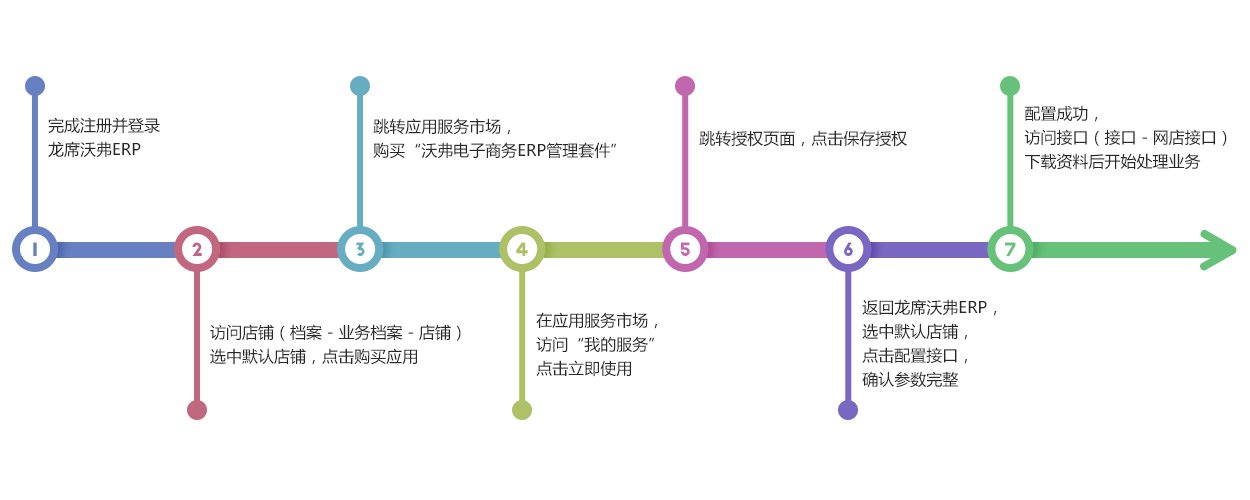 1
完成注册并登录
龙席沃弗ERP
2
访问店铺（档案 - 业务档案 - 店铺）
选中默认店铺，点击购买应用
3
跳转应用服务市场，
购买“沃弗电子商务ERP管理套件”
4
在应用服务市场，
访问“我的服务”
点击立即使用
5
跳转授权页面，点击保存授权
6
返回龙席沃弗ERP，
选中默认店铺，
点击配置接口，
确认参数完整
7
配置成功，
访问接口（接口 - 网店接口）
下载资料后开始处理业务